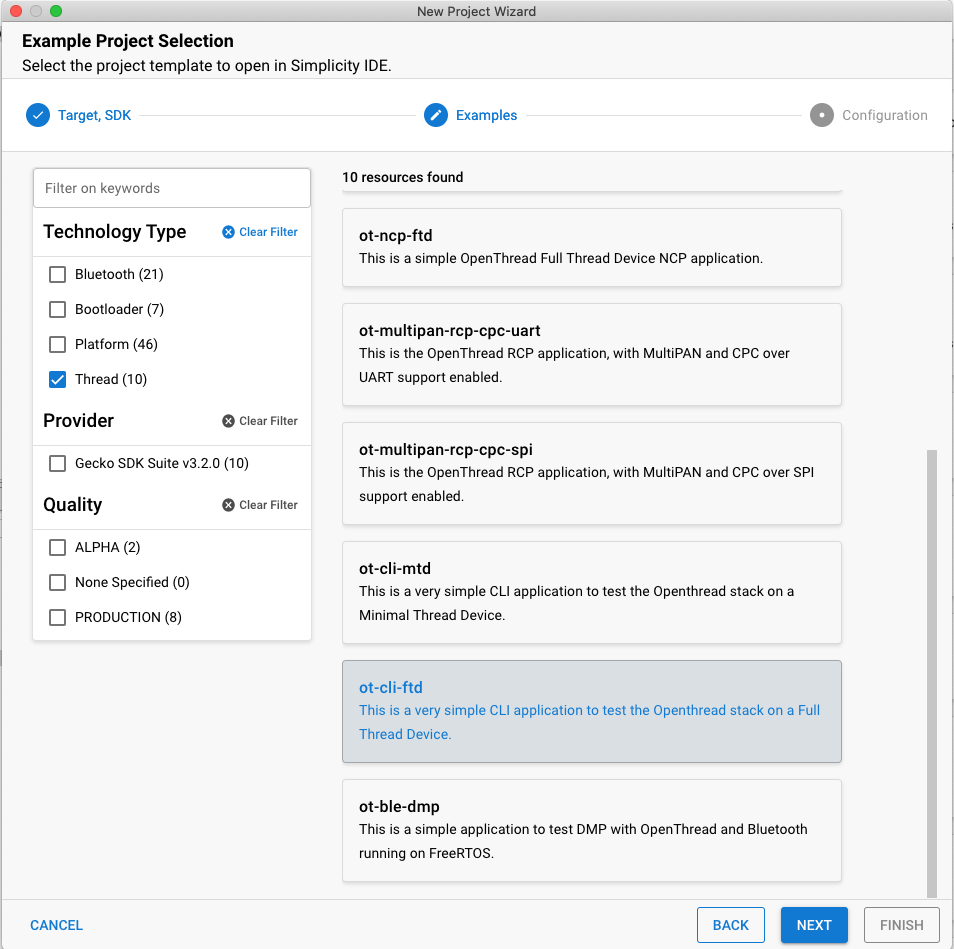 New Project Wizard
Example Project Selection
Select the project template to open in Simplicity IDE.
Target, SDK
Examples
Configuration
Filter on keywords
Technology Type
Clear Filter
Bluetooth (21)
Bootloader (7)
Platform (46)
Thread (10)
Provider
Clear Filter
Gecko SDK Suite v3.2.0 (10)
Quality
Clear Filter
ALPHA (2)
None Specified (0)
PRODUCTION (8)
10 resources found
ot-ncp-ftd
This is a simple OpenThread Full Thread Device NCP application.
ot-multipan-rcp-cpc-uart
This is the OpenThread RCP application, with MultiPAN and CPC over
UART support enabled.
ot-multipan-rcp-cpc-spi
This is the OpenThread RCP application, with MultiPAN and CPC over SPI
support enabled.
ot-cli-mtd
This is a very simple CLI application to test the Openthread stack on a
Minimal Thread Device.
ot-cli-ftd
This is a very simple CLI application to test the Openthread stack on a Full
Thread Device.
ot-ble-dmp
This is a simple application to test DMP with OpenThread and Bluetooth
running on FreeRTOS.
CANCEL
BACK
NEXT
FINISH